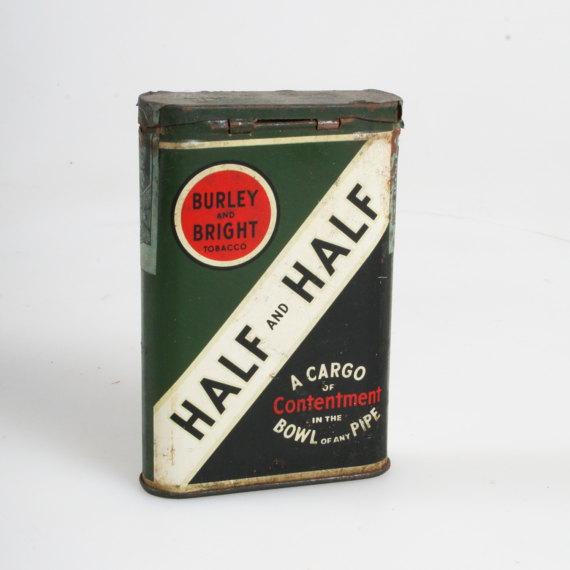 BURLEY
AND
BRIGHT
TOBACCO
HALF AND HALF
A CARGO
OF
Contentment
IN THE
BOWL OF ANY PIPE